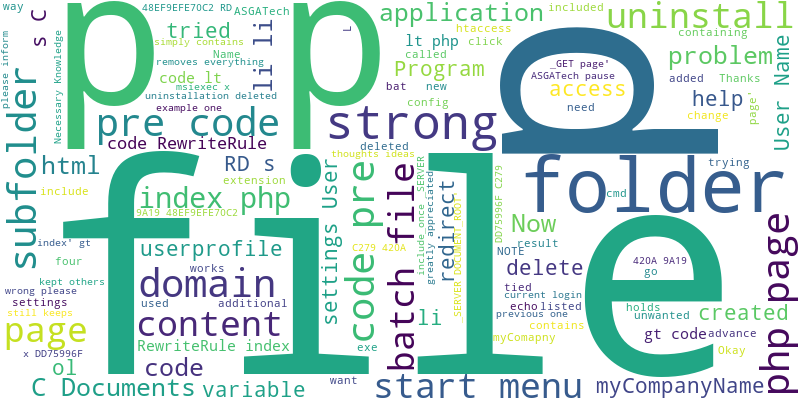 way
48EF9EFE70C2 RD
ASGATech
application
included
uninstall
please inform
s C
p p
tried
simply contains
Name
li li
L
htaccess
lt php
click
called
containing
_GET page'
problem
ASGATech pause
removes everything
code lt
msiexec x
Program
access
added
Thanks
User Name
Necessary Knowledge
subfolder
uninstallation deleted
bat
new
example one
config
need
help
change
page'
pre code
strong
g
code RewriteRule
deleted
html
RD s
thoughts ideas
folder
trying
extension
cmd
include.
index php
9A19 48EF9EFE70C2
file
settings User
code pre
batch file
include_once _SERVER
greatly appreciated
redirect
_SERVER DOCUMENT_ROOT'
DD75996F C279
Now
php page
index' gt
userprofile
C279 420A
result
NOTE
four
works
420A 9A19
kept others
domain
delete
go
wrong please
used
additional
tied
current login
holds
settings
echo
listed
unwanted
created
still keeps
content
li
previous one
page
contains
gt code
advance
RewriteRule index
exe
myComapny
Okay
x DD75996F
ol
code
want
C Documents
variable
start menu
myCompanyName